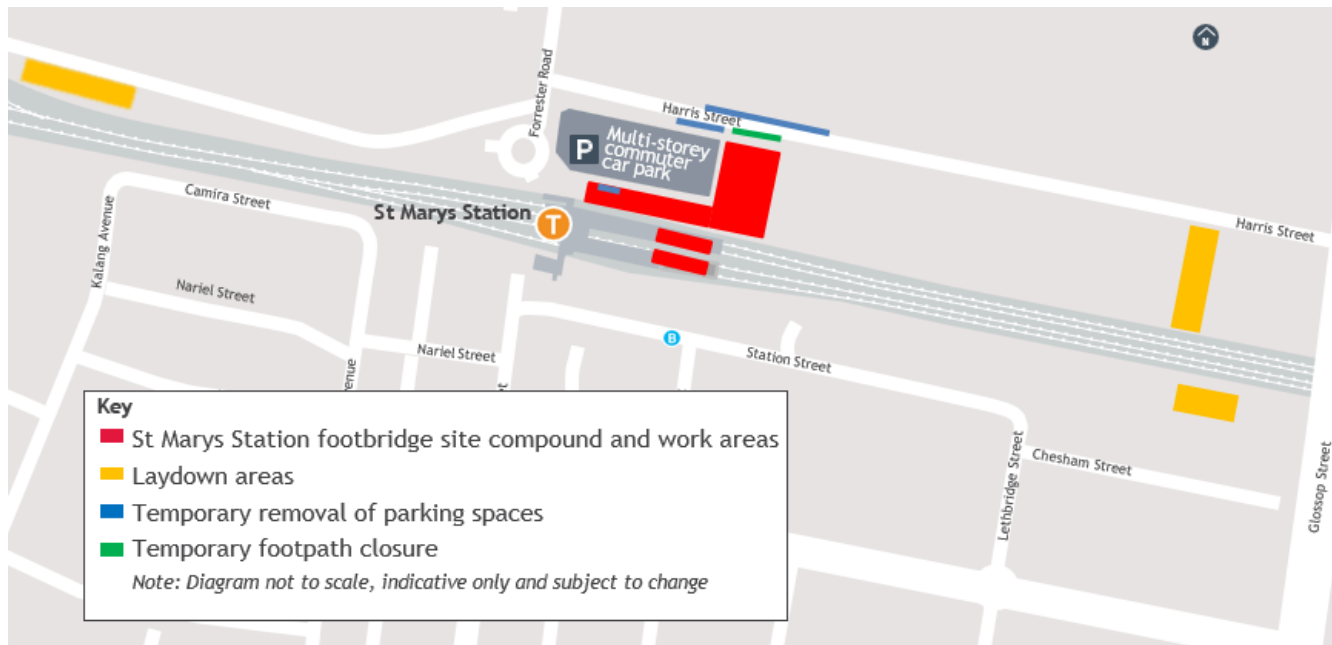 N
Forrester Road
Harris Street
P
Multi-storey
commuter
car park
Camira Street
St Marys Station
T
Harris Street
Kalang Avenue
Nariel Street
B
Nariel Street
Station Street
Lethbridge Street
Chesham Street
Glossop Street
Key
St Marys Station footbridge site compound and work areas
Laydown areas
Temporary removal of parking spaces
Temporary footpath closure
Note: Diagram not to scale, indicative only and subject to change